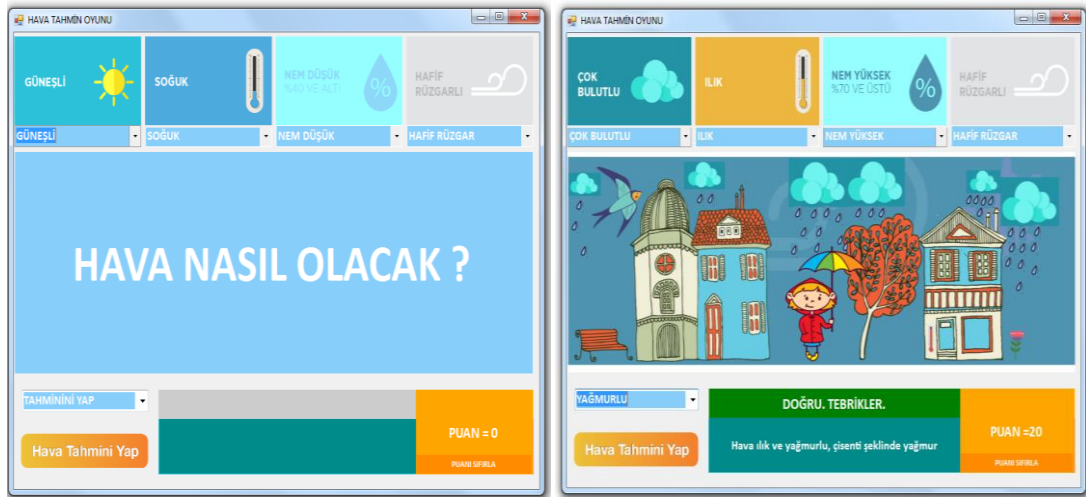 HAVA TAHMİN OYUNU
GÜNEŞLİ
SOĞUK
NEM DÜŞÜK
%40 VE ALTI
%
HAFİF
RÜZGARLI
GÜNEŞLİ
SOĞUK
NEM DÜŞÜK
HAFİF RÜZGAR
HAVA NASIL OLACAK ?
TAHMİNİNİ YAP
Hava Tahmini Yap
PUAN = 0
PUANI SIFIRLA
HAVA TAHMİN OYUNU
ÇOK
BULUTLU
ILIK
NEM YÜKSEK
%70 VE ÜSTÜ
%
HAFİF
RÜZGARLI
ÇOK BULUTLU
ILIK
NEM YÜKSEK
HAFİF RÜZGAR
YAĞMURLU
Hava Tahmini Yap
DOĞRU. TEBRİKLER.
Hava ılık ve yağmurlu, çisenti şeklinde yağmur
PUAN =20
PUANI SIFIRLA